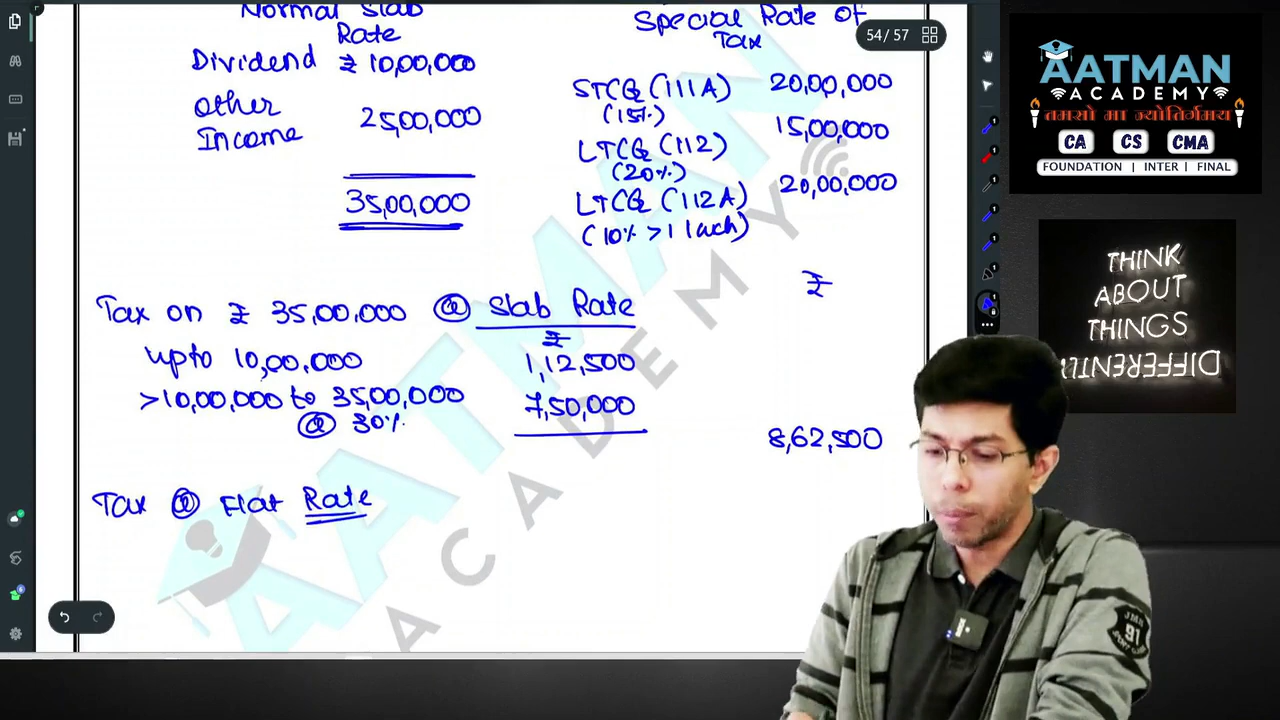 Normal Slab
Rate
Dividend ₹ 10,00,000
Other
Income 25,00,000
35,00,000
Special Rate of
Tax
STCG (111A) 20,00,000
(15%)
LTCG (112) 15,00,000
(20%)
LTCG (112A) 20,00,000
(10% >1 Lach)
₹
Tax on ₹ 35,00,000 @ Slab Rate
₹
upto 10,00,000 1,12,500
>10,00,000 to 35,00,000 7,50,000
@ 30%
8,62,500
Tax @ Flat Rate
54/57
AATMAN
ACADEMY
AATMAN
ACADEMY
तमसो मा ज्योतिर्गमय
CA CS CMA
FOUNDATION | INTER | FINAL
THINK
ABOUT
THINGS
DIFFERENTLY
91